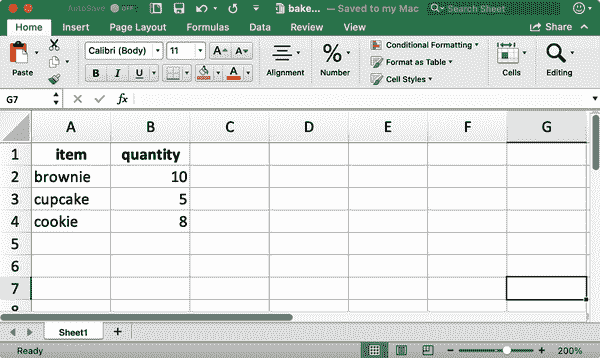 AutoSave OFF bake... — Saved to my Mac Search Sheet
Home Insert Page Layout Formulas Data Review View Share
Paste Calibri (Body) 11 A A Alignment % Number Conditional Formatting Cells Editing
B I U A Format as Table
Cell Styles
G7 fx
A B C D E F G
1 item quantity
2 brownie 10
3 cupcake 5
4 cookie 8
5
6
7
8
Sheet1 +
Ready 200%